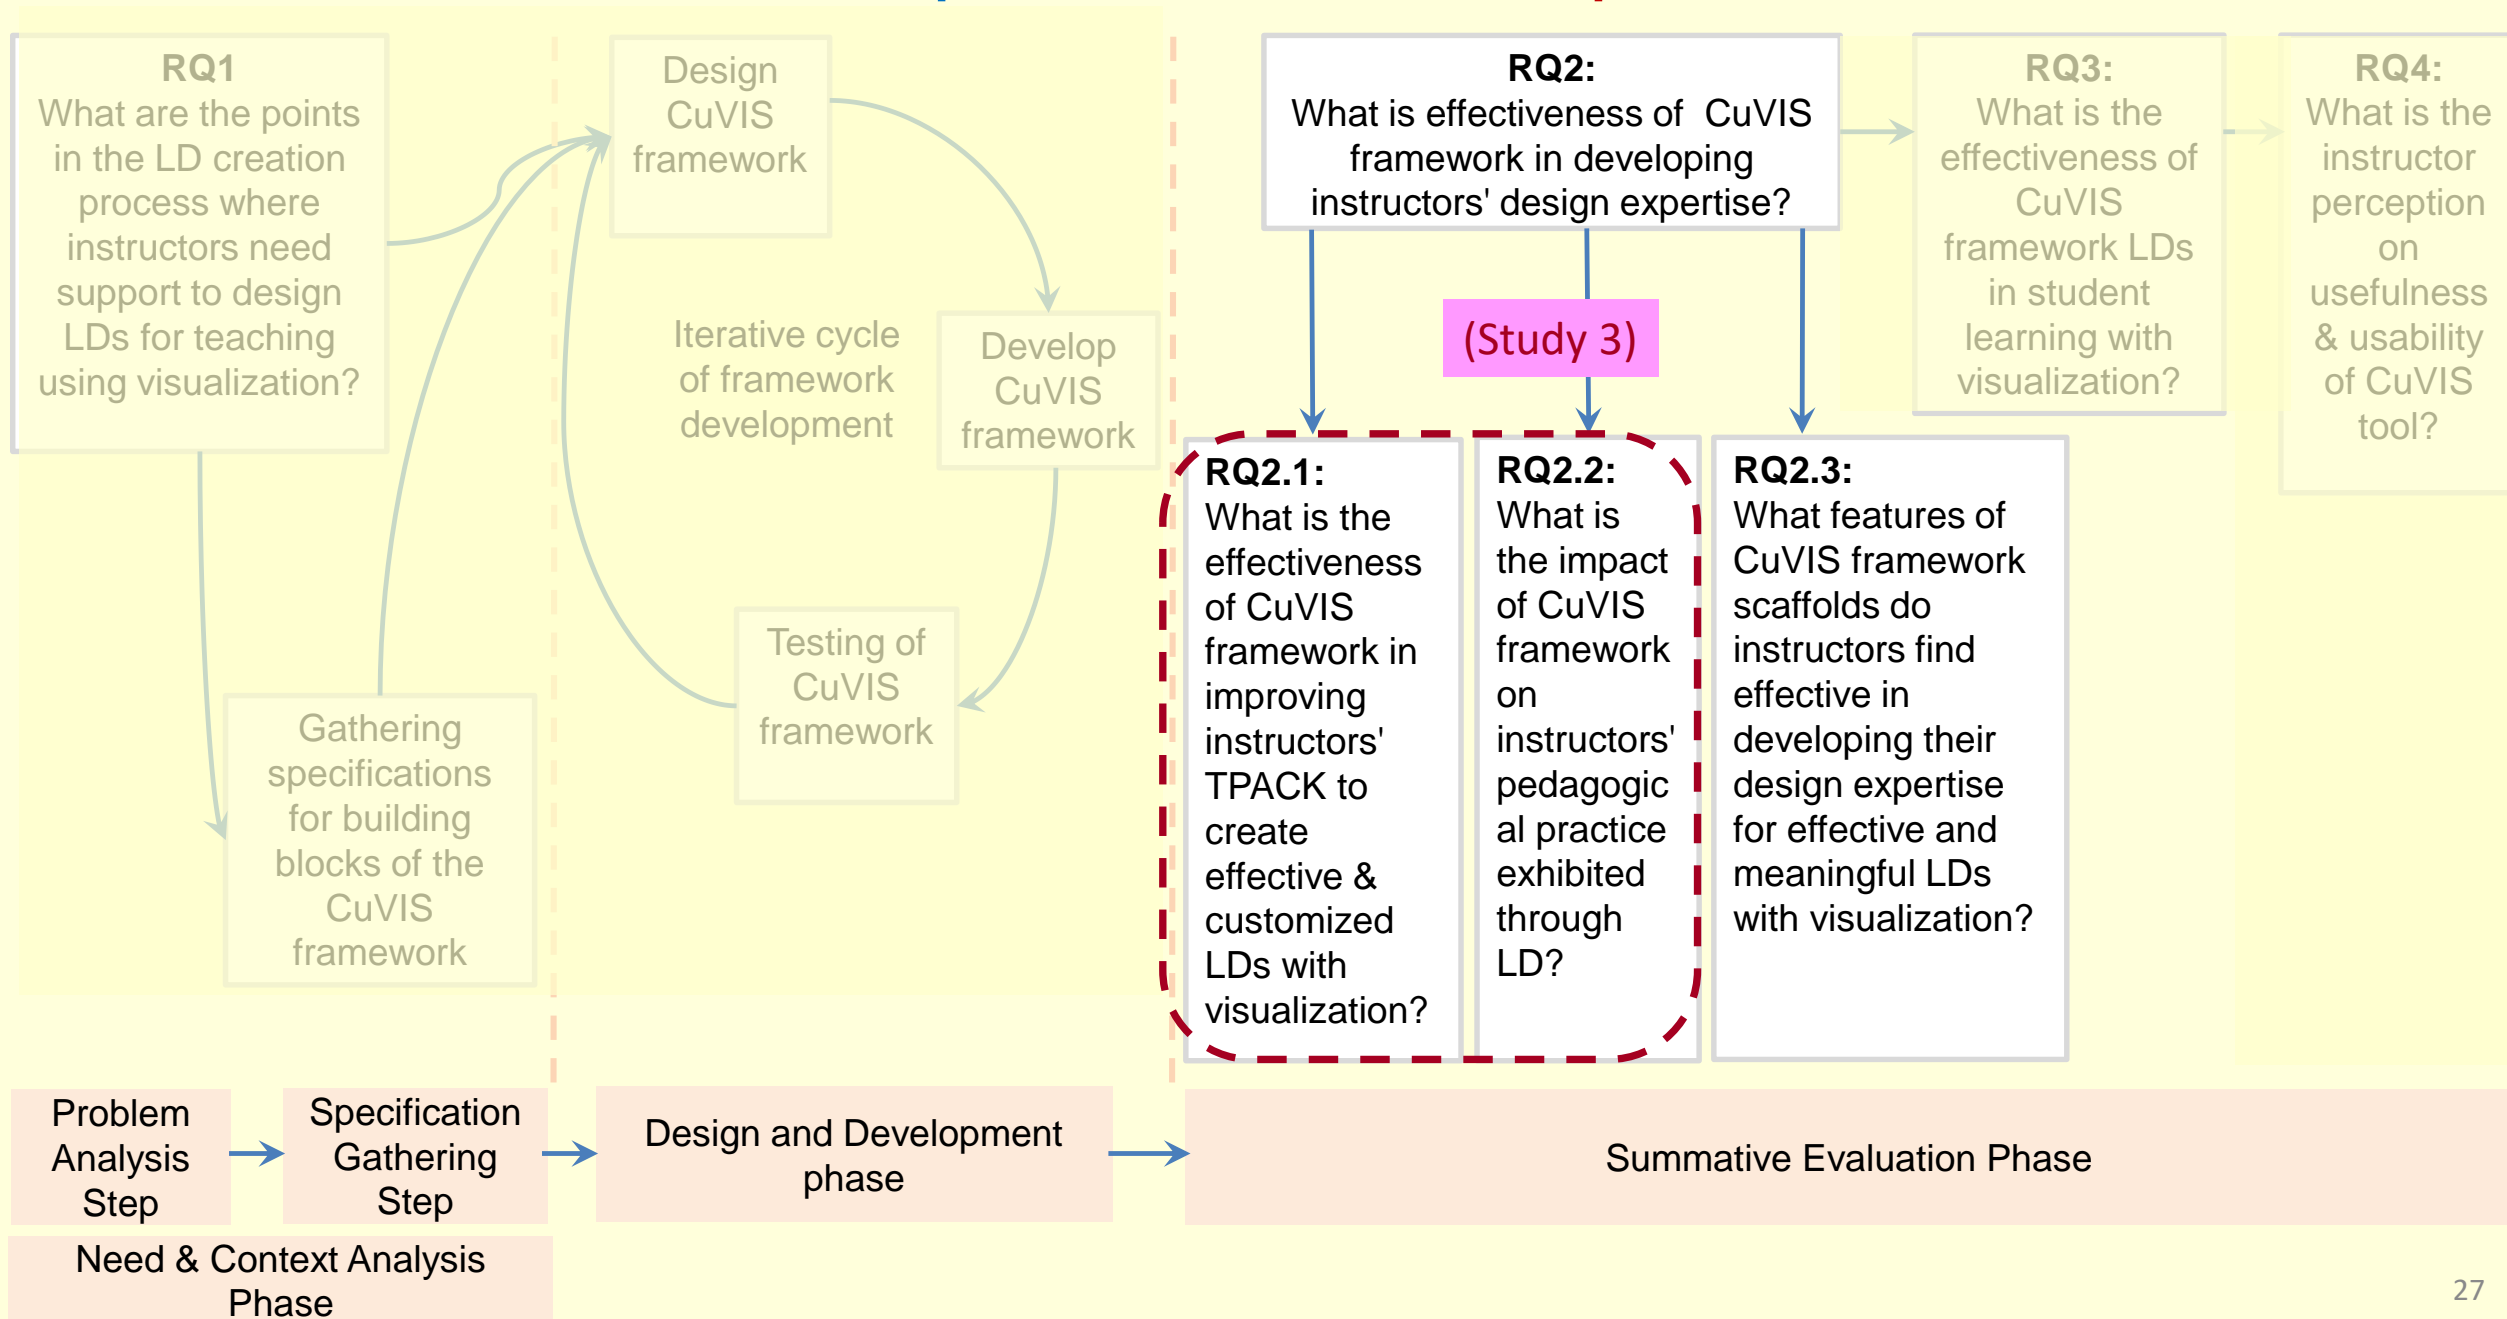 RQ1
What are the points
in the LD creation
process where
instructors need
support to design
LDs for teaching
using visualization?
Gathering
specifications
for building
blocks of the
CuVIS
framework
Design
CuVIS
framework
Iterative cycle
of framework
development
Develop
CuVIS
framework
Testing of
CuVIS
framework
RQ2:
What is effectiveness of  CuVIS
framework in developing
instructors' design expertise?
(Study 3)
RQ2.1:
What is the
effectiveness
of CuVIS
framework in
improving
instructors'
TPACK to
create
effective &
customized
LDs with
visualization?
RQ2.2:
What is
the impact
of CuVIS
framework
on
instructors'
pedagogic
al practice
exhibited
through
LD?
RQ2.3:
What features of
CuVIS framework
scaffolds do
instructors find
effective in
developing their
design expertise
for effective and
meaningful LDs
with visualization?
RQ3:
What is the
effectiveness of
CuVIS
framework LDs
in student
learning with
visualization?
RQ4:
What is the
instructor
perception
on
usefulness
& usability
of CuVIS
tool?
Problem
Analysis
Step
Specification
Gathering
Step
Design and Development
phase
Summative Evaluation Phase
Need & Context Analysis
Phase
27